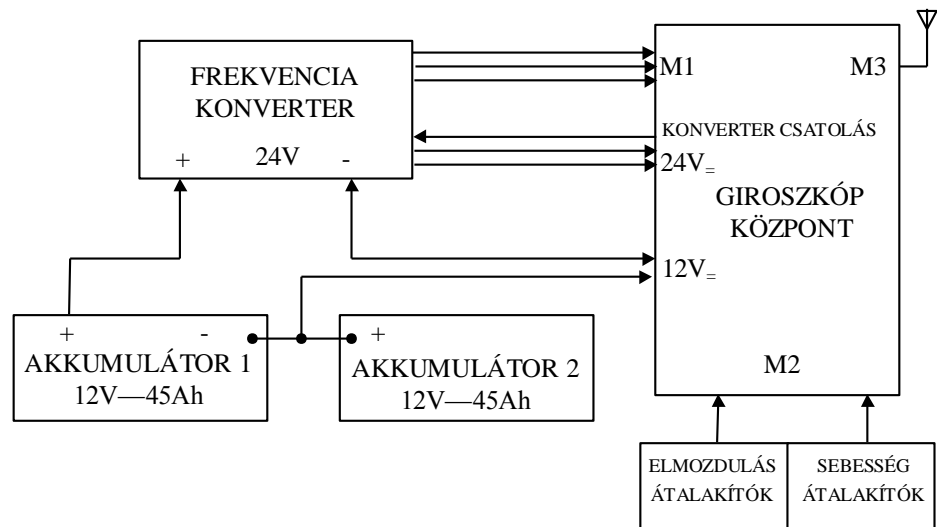 FREKVENCIA
KONVERTER
+ 24V -
M1 M3
KONVERTER CSATOLÁS
24V=
GIROSZKÓP
KÖZPONT
12V=
M2
+ -
AKKUMULÁTOR 1
12V—45Ah
+
AKKUMULÁTOR 2
12V—45Ah
ELMOZDULÁS
ÁTALAKÍTÓK
SEBESSÉG
ÁTALAKÍTÓK